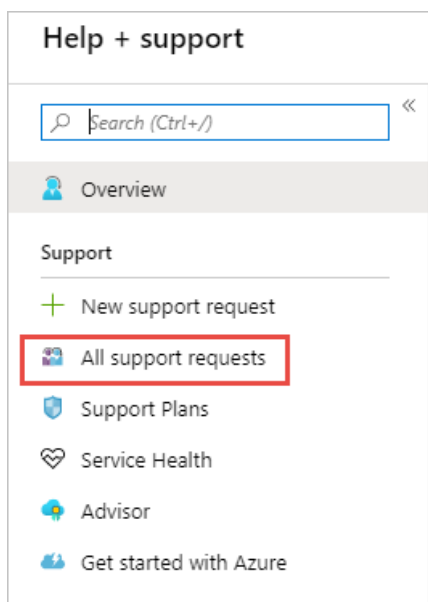 Help + support
Search (Ctrl+/)
«
Overview
Support
New support request
All support requests
Support Plans
Service Health
Advisor
Get started with Azure